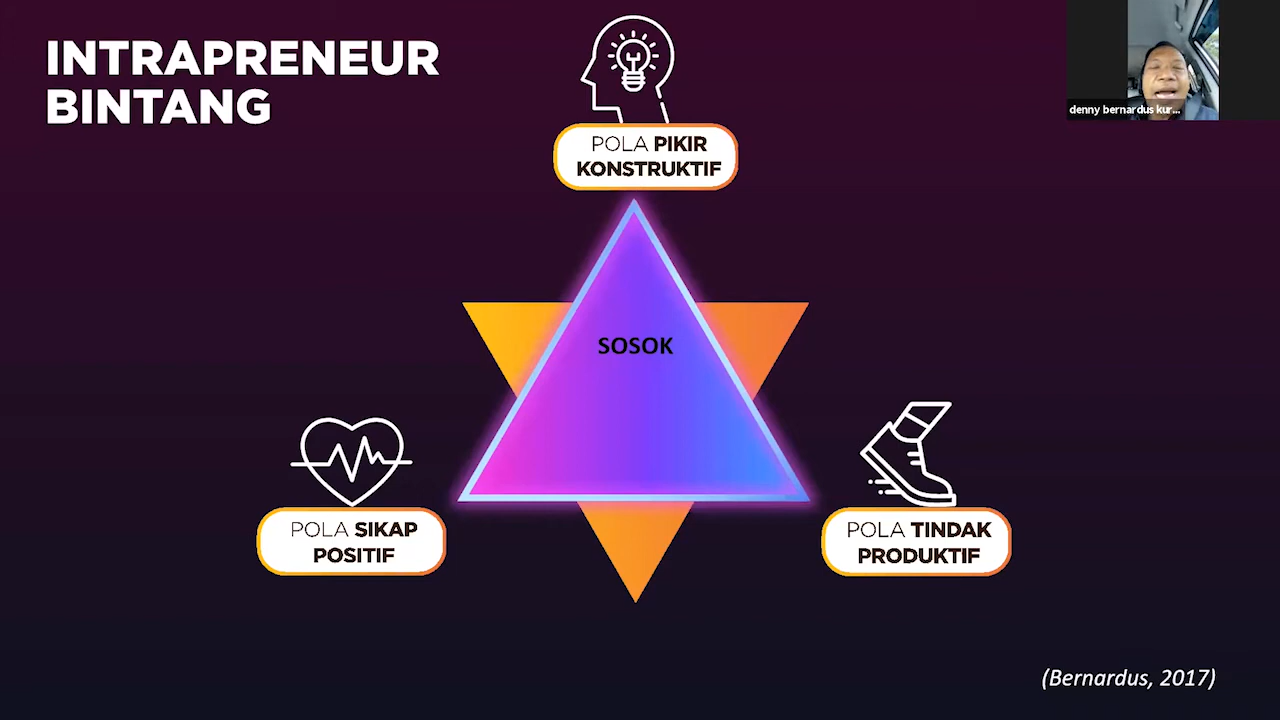 INTRAPRENEUR
BINTANG
denny bernardus kur...
POLA PIKIR
KONSTRUKTIF
SOSOK
POLA SIKAP
POSITIF
POLA TINDAK
PRODUKTIF
(Bernardus, 2017)